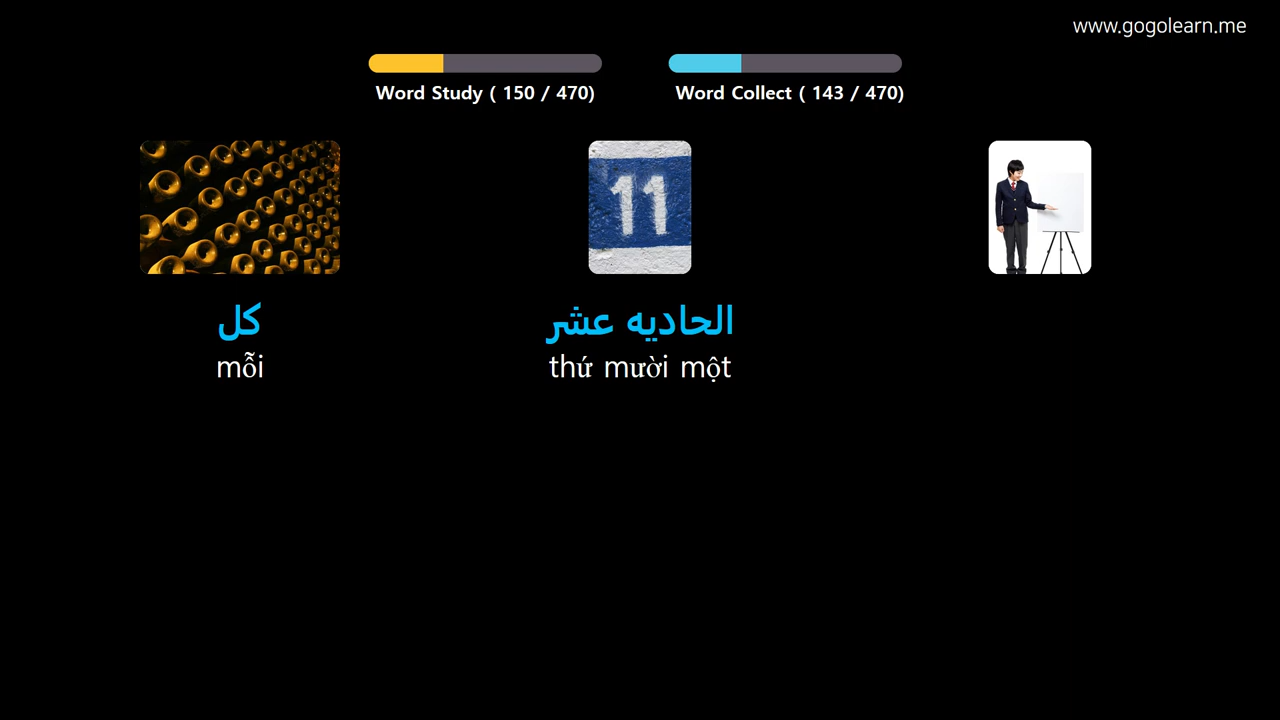 www.gogolearn.me
Word Study ( 150 / 470)
Word Collect ( 143 / 470)
11
كل
mỗi
الحاديه عشر
thứ mười một